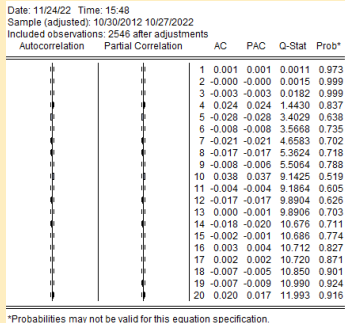 Date: 11/24/22 Time: 15:48
Sample (adjusted): 10/30/2012 10/27/2022
Included observations: 2546 after adjustments
Autocorrelation Partial Correlation AC PAC Q-Stat Prob*
1 0.001 0.001 0.0011 0.973
2 -0.000 -0.000 0.0015 0.999
3 -0.003 -0.003 0.0182 0.999
4 0.024 0.024 1.4430 0.837
5 -0.028 -0.028 3.4029 0.638
6 -0.008 -0.008 3.5668 0.735
7 -0.021 -0.021 4.6583 0.702
8 -0.017 -0.017 5.3624 0.718
9 -0.008 -0.006 5.5064 0.788
10 0.038 0.037 9.1425 0.519
11 -0.004 -0.004 9.1864 0.605
12 -0.017 -0.017 9.8904 0.626
13 0.000 -0.001 9.8906 0.703
14 -0.018 -0.020 10.676 0.711
15 -0.002 -0.001 10.686 0.774
16 0.003 0.004 10.712 0.827
17 0.002 0.002 10.720 0.871
18 -0.007 -0.005 10.850 0.901
19 -0.007 -0.009 10.990 0.924
20 0.020 0.017 11.993 0.916
*Probabilities may not be valid for this equation specification.